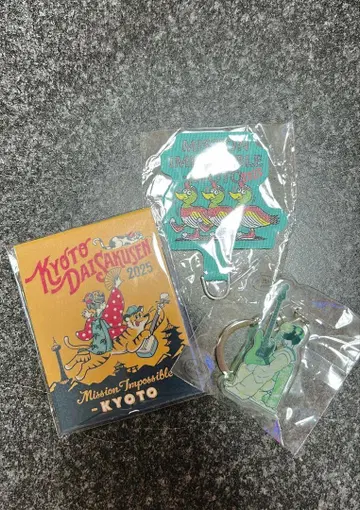 KYOTO
DAISAKUSEN
2025
Mission Impossible
-KYOTO